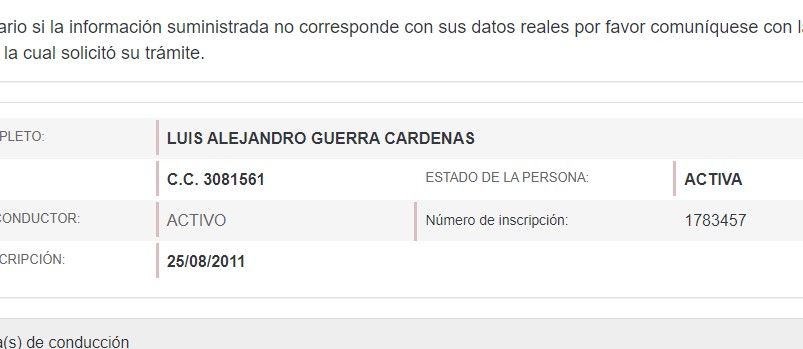 ario si la información suministrada no corresponde con sus datos reales por favor comuníquese con l
la cual solicitó su trámite.
PLETO: LUIS ALEJANDRO GUERRA CARDENAS
C.C. 3081561 ESTADO DE LA PERSONA: ACTIVA
CONDUCTOR: ACTIVO Número de inscripción: 1783457
CRIPCIÓN: 25/08/2011
a(s) de conducción